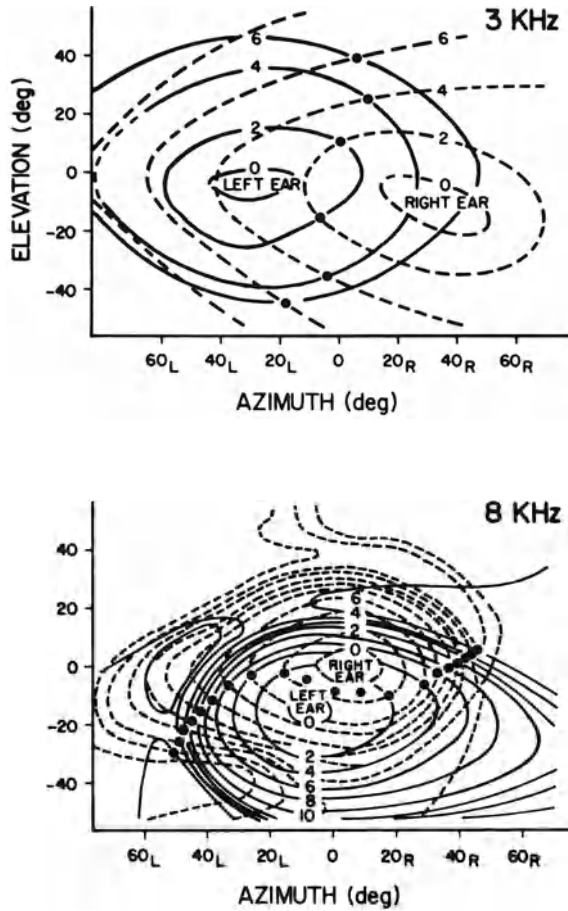 3 KHz
40
20
0
-20
-40
ELEVATION (deg)
6
4
2
0
LEFT EAR
6
4
2
0
RIGHT EAR
60L 40L 20L 0 20R 40R 60R
AZIMUTH (deg)
8 KHz
40
20
0
-20
-40
6
4
2
0
RIGHT
EAR
LEFT
EAR
0
2
4
6
8
10
60L 40L 20L 0 20R 40R 60R
AZIMUTH (deg)